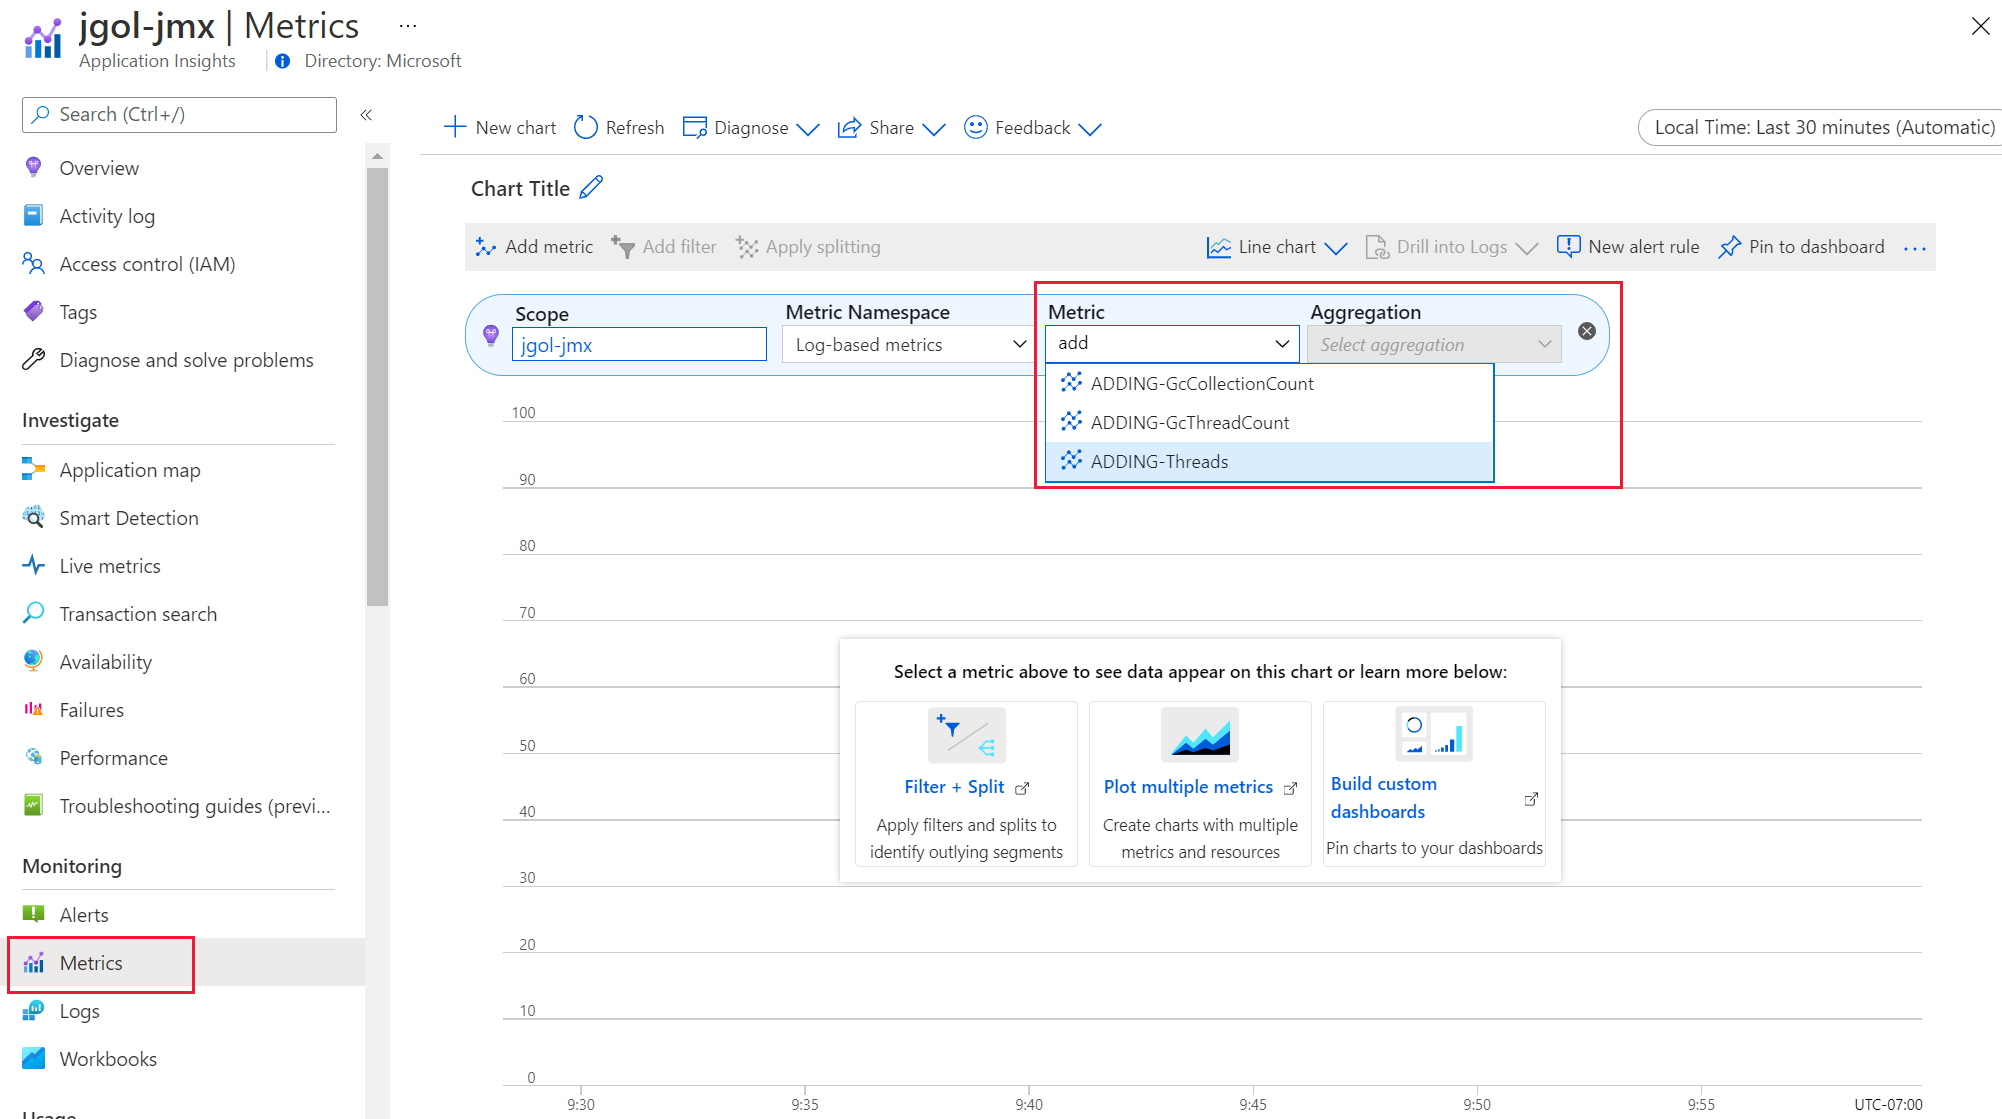 jgol-jmx | Metrics ...
Application Insights
Directory: Microsoft
Search (Ctrl+/)
«
Overview
Activity log
Access control (IAM)
Tags
Diagnose and solve problems
Investigate
Application map
Smart Detection
Live metrics
Transaction search
Availability
Failures
Performance
Troubleshooting guides (previ...
Monitoring
Alerts
Metrics
Logs
Workbooks
Usage
New chart
Refresh
Diagnose
Share
Feedback
Local Time: Last 30 minutes (Automatic)
Chart Title
Add metric
Add filter
Apply splitting
Line chart
Drill into Logs
New alert rule
Pin to dashboard
...
Scope
jgol-jmx
Metric Namespace
Log-based metrics
Metric
add
Aggregation
Select aggregation
ADDING-GcCollectionCount
ADDING-GcThreadCount
ADDING-Threads
100
90
80
70
60
50
40
30
20
10
0
Select a metric above to see data appear on this chart or learn more below:
Filter + Split
Apply filters and splits to
identify outlying segments
Plot multiple metrics
Create charts with multiple
metrics and resources
Build custom
dashboards
Pin charts to your dashboards
9:30
9:35
9:40
9:45
9:50
9:55
UTC-07:00